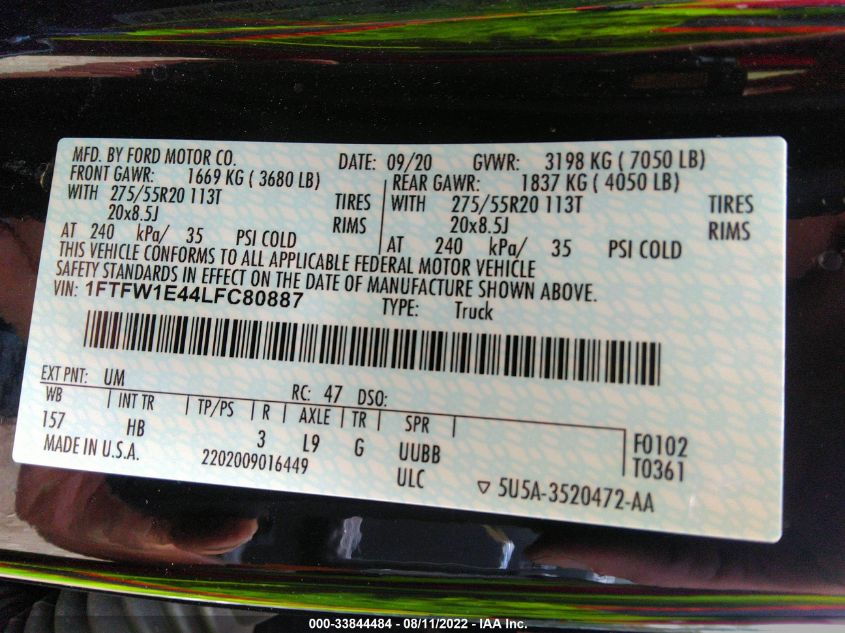 MFD. BY FORD MOTOR CO. DATE: 09/20 GVWR: 3198 KG ( 7050 LB)
FRONT GAWR: 1669 KG ( 3680 LB) REAR GAWR: 1837 KG ( 4050 LB)
WITH 275/55R20 113T TIRES WITH 275/55R20 113T TIRES
20x8.5J RIMS 20x8.5J RIMS
AT 240 kPa/ 35 PSI COLD AT 240 kPa/ 35 PSI COLD
THIS VEHICLE CONFORMS TO ALL APPLICABLE FEDERAL MOTOR VEHICLE
SAFETY STANDARDS IN EFFECT ON THE DATE OF MANUFACTURE SHOWN ABOVE.
VIN: 1FTFW1E44LFC80887 TYPE: Truck
EXT PNT: UM RC: 47 DSO:
WB INT TR TP/PS R AXLE TR SPR
157 HB 3 L9 G UUBB F0102
MADE IN U.S.A. 2202009016449 ULC T0361
▽ 5U5A-3520472-AA
000-33844484 - 08/11/2022 - IAA Inc.